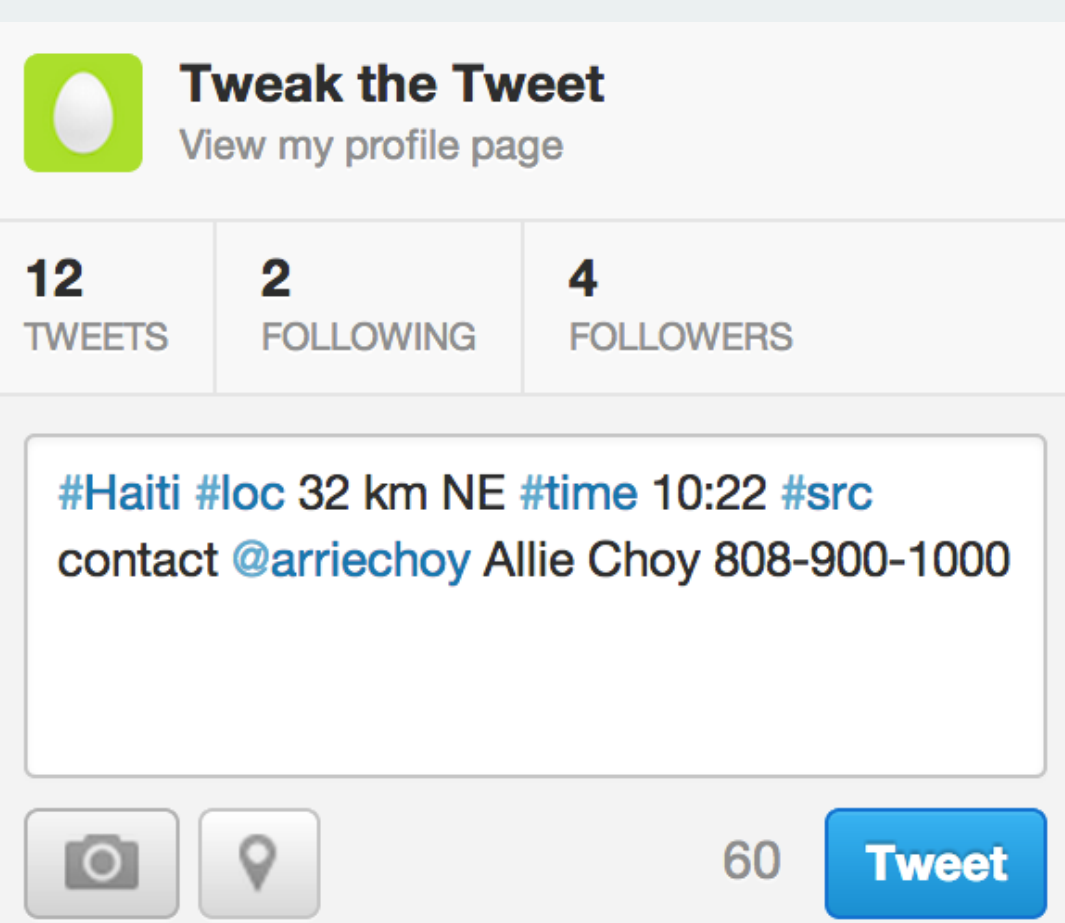 Tweak the Tweet
View my profile page
12
TWEETS
2
FOLLOWING
4
FOLLOWERS
#Haiti #loc 32 km NE #time 10:22 #src
contact @arriechoy Allie Choy 808-900-1000
60
Tweet